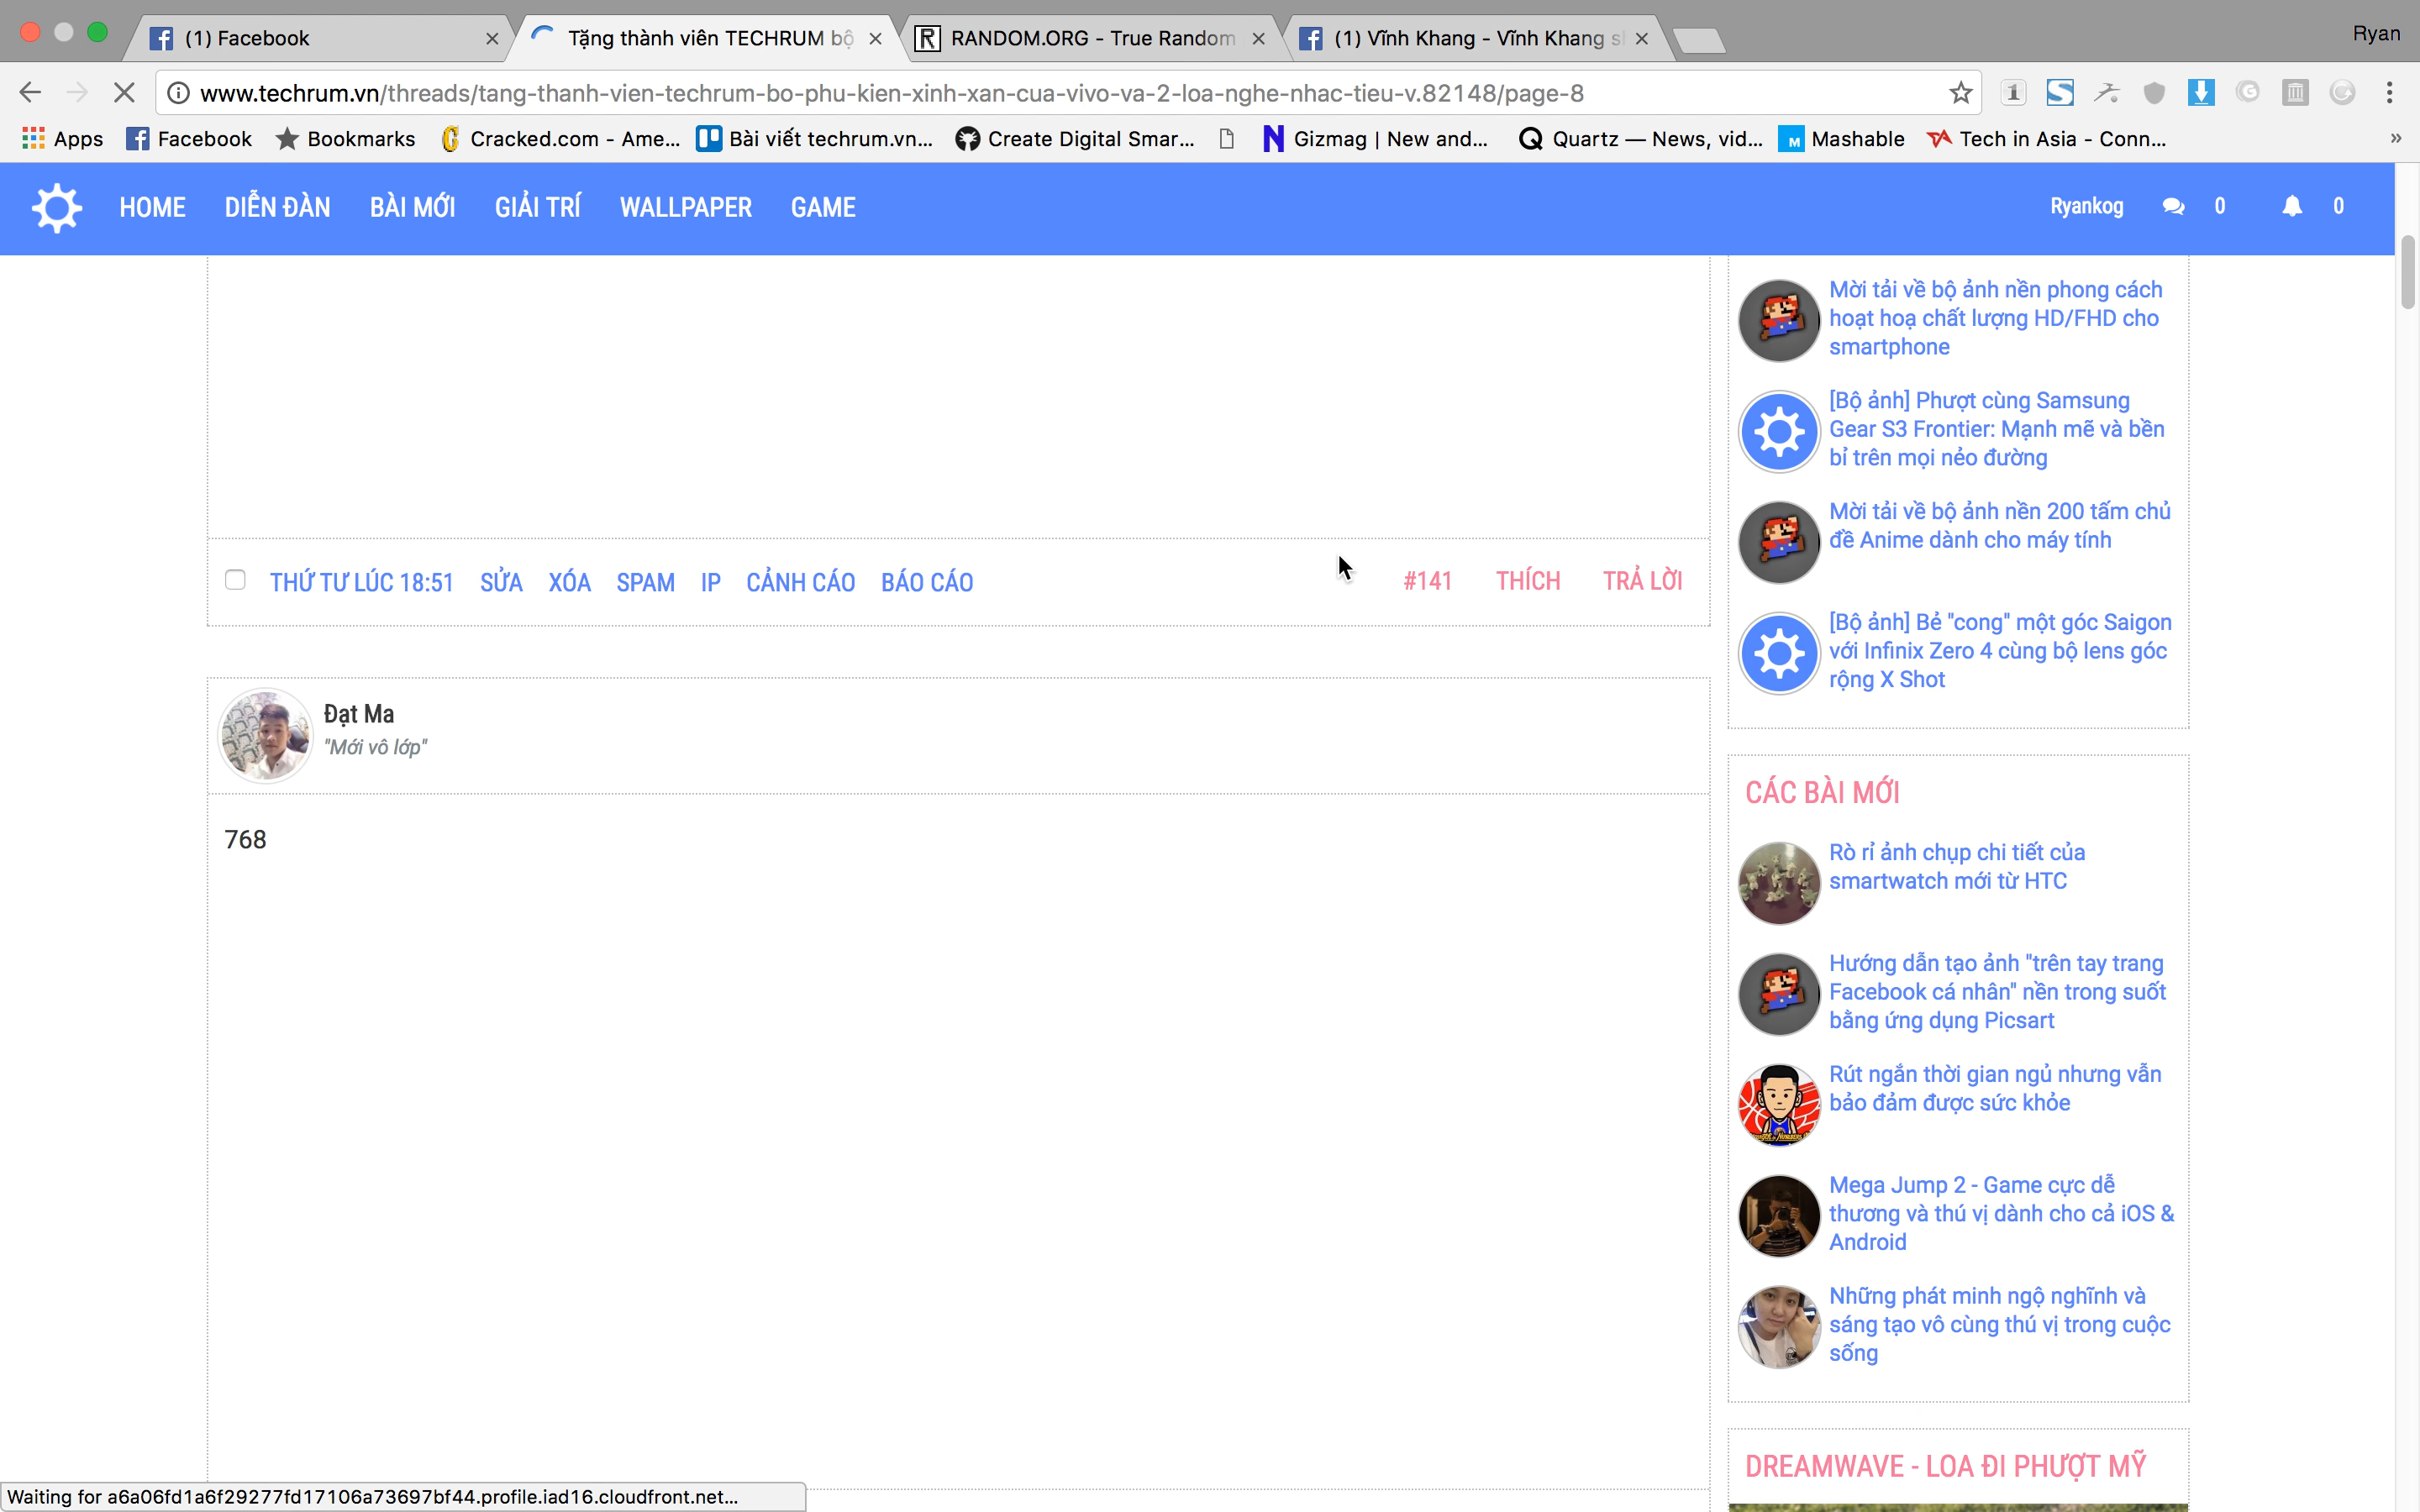 (1) Facebook
Tặng thành viên TECHRUM bộ
RANDOM.ORG - True Random
(1) Vĩnh Khang - Vĩnh Khang s
Ryan
www.techrum.vn/threads/tang-thanh-vien-techrum-bo-phu-kien-xinh-xan-cua-vivo-va-2-loa-nghe-nhac-tieu-v.82148/page-8
Apps
Facebook
Bookmarks
Cracked.com - Ame...
Bài viết techrum.vn...
Create Digital Smar...
Gizmag | New and...
Quartz — News, vid...
Mashable
Tech in Asia - Conn...
»
HOME
DIỄN ĐÀN
BÀI MỚI
GIẢI TRÍ
WALLPAPER
GAME
Ryankog
0
0
THỨ TƯ LÚC 18:51
SỬA
XÓA
SPAM
IP
CẢNH CÁO
BÁO CÁO
#141
THÍCH
TRẢ LỜI
Đạt Ma
"Mới vô lớp"
768
Mời tải về bộ ảnh nền phong cách
hoạt hoạ chất lượng HD/FHD cho
smartphone
[Bộ ảnh] Phượt cùng Samsung
Gear S3 Frontier: Mạnh mẽ và bền
bỉ trên mọi nẻo đường
Mời tải về bộ ảnh nền 200 tấm chủ
đề Anime dành cho máy tính
[Bộ ảnh] Bẻ "cong" một góc Saigon
với Infinix Zero 4 cùng bộ lens góc
rộng X Shot
CÁC BÀI MỚI
Rò rỉ ảnh chụp chi tiết của
smartwatch mới từ HTC
Hướng dẫn tạo ảnh "trên tay trang
Facebook cá nhân" nền trong suốt
bằng ứng dụng Picsart
Rút ngắn thời gian ngủ nhưng vẫn
bảo đảm được sức khỏe
Mega Jump 2 - Game cực dễ
thương và thú vị dành cho cả iOS &
Android
Những phát minh ngộ nghĩnh và
sáng tạo vô cùng thú vị trong cuộc
sống
DREAMWAVE - LOA ĐI PHƯỢT MỸ
Waiting for a6a06fd1a6f29277fd17106a73697bf44.profile.iad16.cloudfront.net...